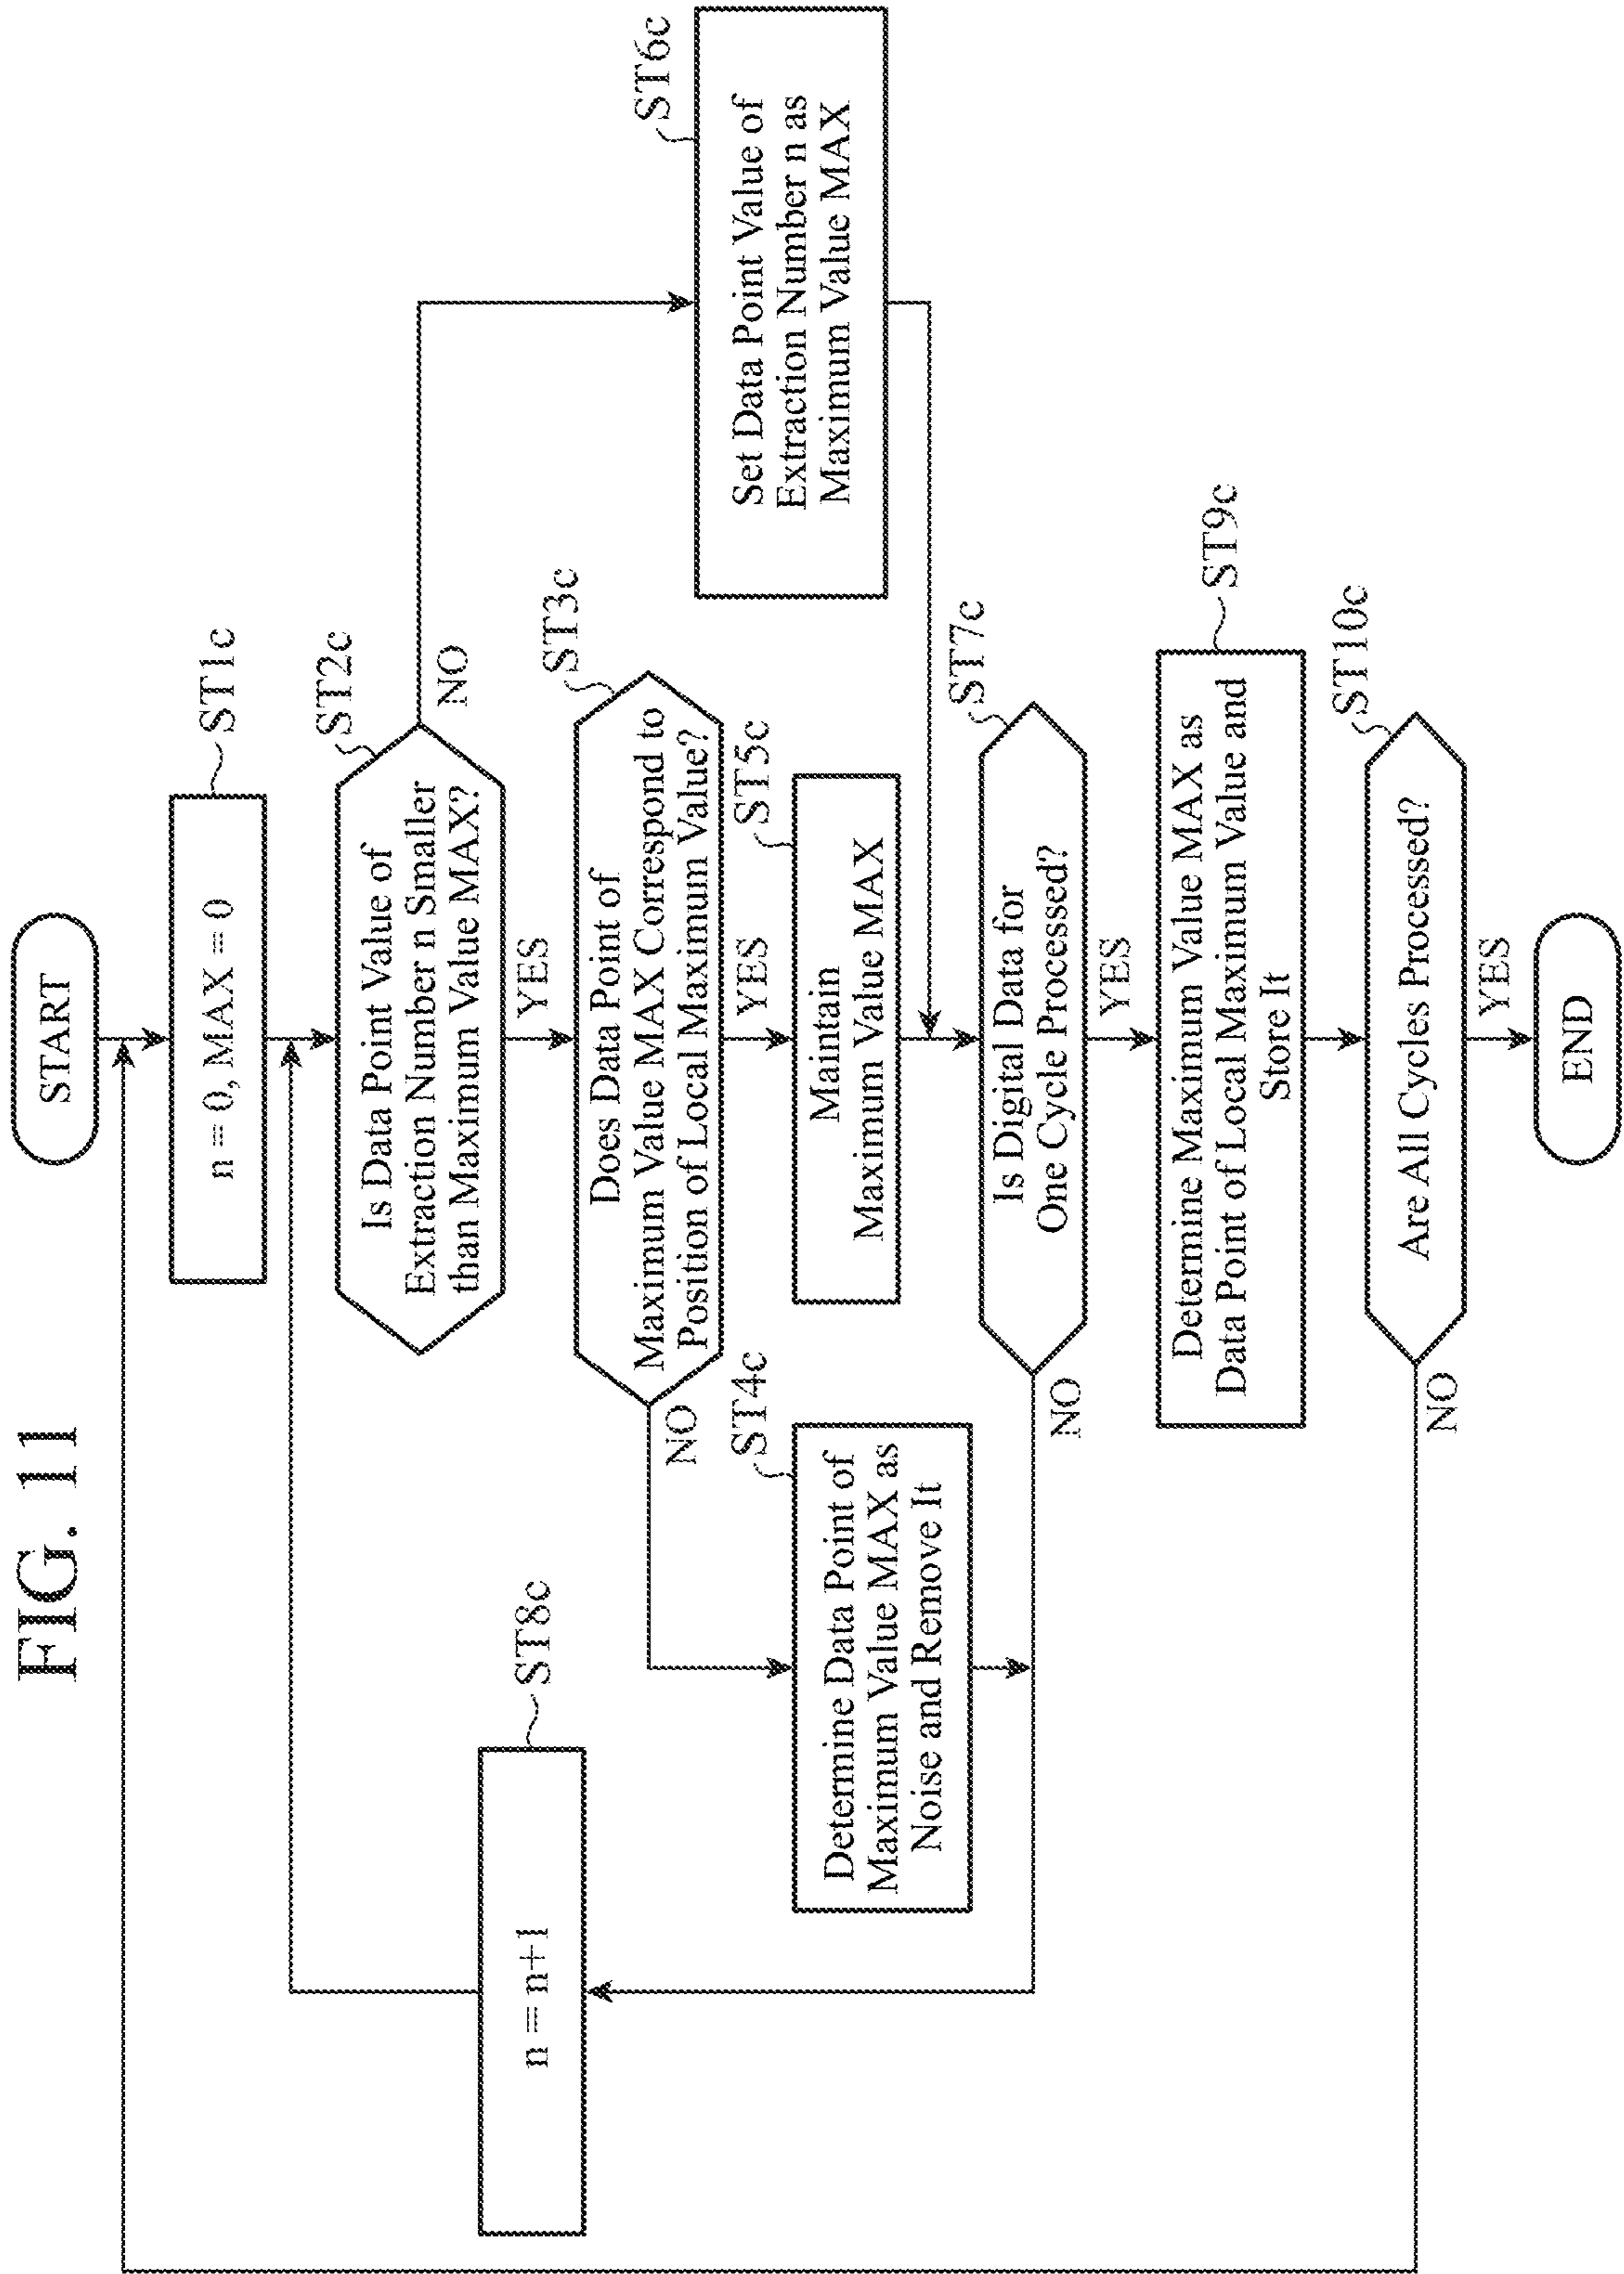 FIG. 11
START
n = 0, MAX = 0
ST1c
Is Data Point Value of
Extraction Number n Smaller
than Maximum Value MAX?
ST2c
NO
YES
Does Data Point of
Maximum Value MAX Correspond to
Position of Local Maximum Value?
ST3c
NO
YES
Determine Data Point of
Maximum Value MAX as
Noise and Remove It
ST4c
Maintain
Maximum Value MAX
ST5c
Set Data Point Value of
Extraction Number n as
Maximum Value MAX
ST6c
Is Digital Data for
One Cycle Processed?
ST7c
NO
YES
n = n+1
ST8c
Determine Maximum Value MAX as
Data Point of Local Maximum Value and
Store It
ST9c
Are All Cycles Processed?
ST10c
NO
YES
END